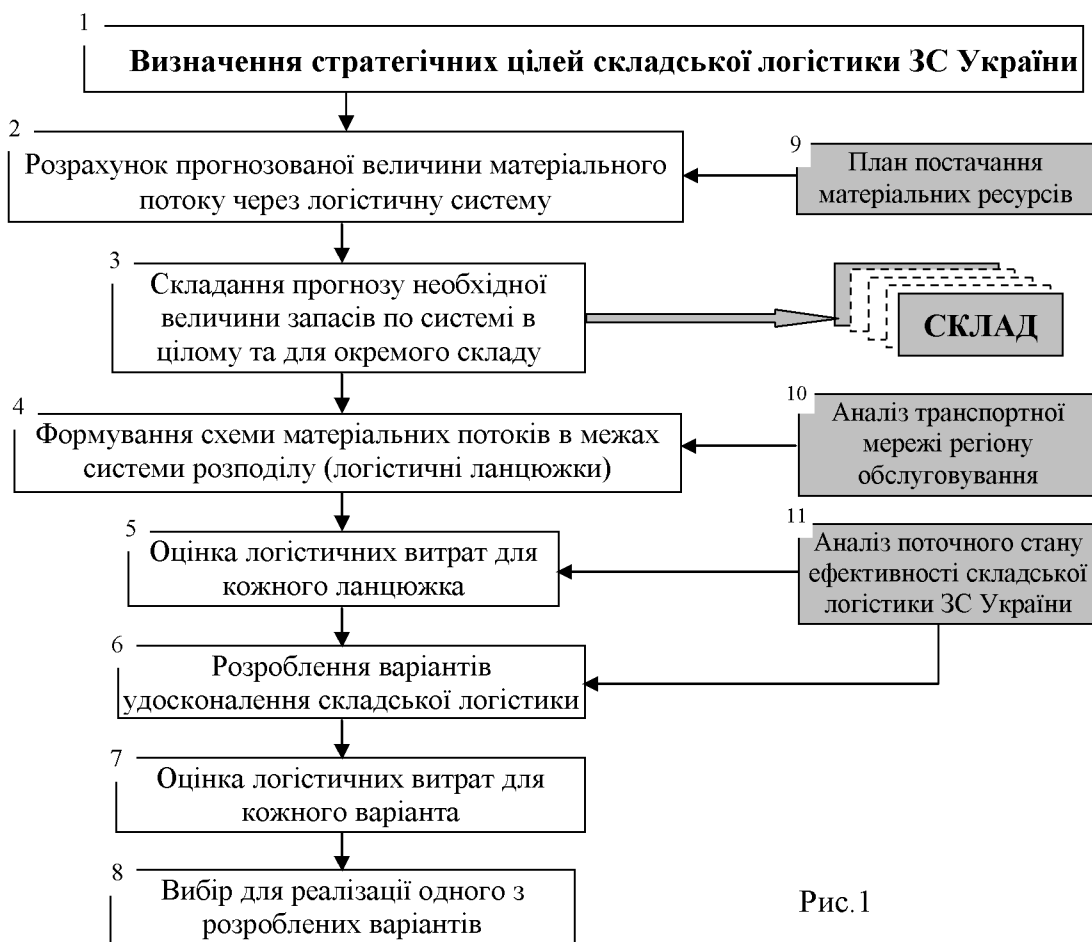 1
Визначення стратегічних цілей складської логістики ЗС України
2
Розрахунок прогнозованої величини матеріального
потоку через логістичну систему
9
План постачання
матеріальних ресурсів
3
Складання прогнозу необхідної
величини запасів по системі в
цілому та для окремого складу
СКЛАД
4
Формування схеми матеріальних потоків в межах
системи розподілу (логістичні ланцюжки)
10
Аналіз транспортної
мережі регіону
обслуговування
5
Оцінка логістичних витрат для
кожного ланцюжка
11
Аналіз поточного стану
ефективності складської
логістики ЗС України
6
Розроблення варіантів
удосконалення складської логістики
7
Оцінка логістичних витрат для
кожного варіанта
8
Вибір для реалізації одного з
розроблених варіантів
Рис.1